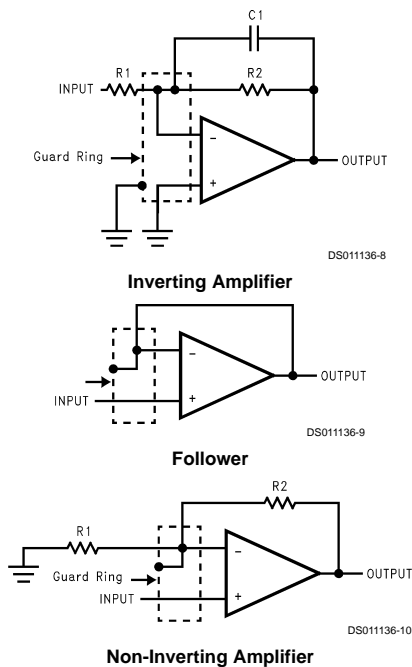 C1
R1
R2
INPUT
−
Guard Ring
OUTPUT
+
DS011136-8
Inverting Amplifier
−
OUTPUT
INPUT
+
DS011136-9
Follower
R2
R1
−
Guard Ring
OUTPUT
INPUT
+
DS011136-10
Non-Inverting Amplifier